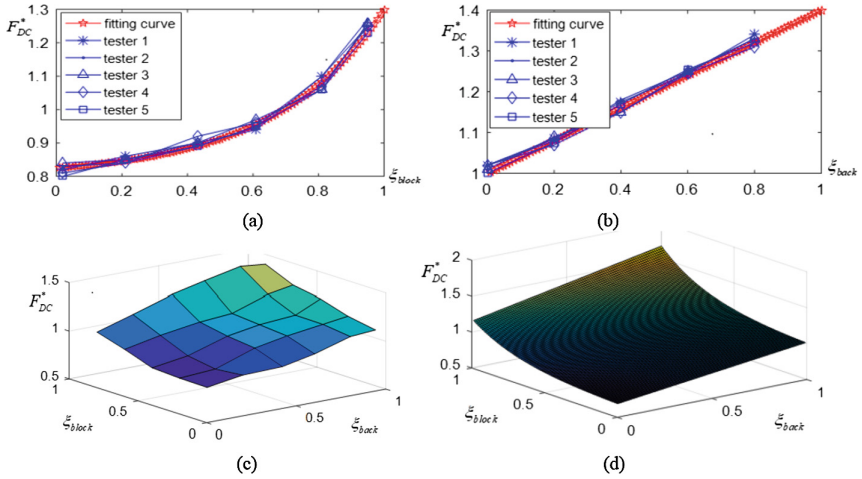 F*DC
1.3
1.2
1.1
1
0.9
0.8
0
0.2
0.4
0.6
0.8
1
ξblock
fitting curve
tester 1
tester 2
tester 3
tester 4
tester 5
(a)
F*DC
1.4
1.3
1.2
1.1
1
0
0.2
0.4
0.6
0.8
1
ξback
fitting curve
tester 1
tester 2
tester 3
tester 4
tester 5
(b)
F*DC
1.5
1
0.5
1
0.5
0
ξblock
0
0.5
1
ξback
(c)
F*DC
2
1.5
1
0.5
1
0.5
0
ξblock
0
0.5
1
ξback
(d)